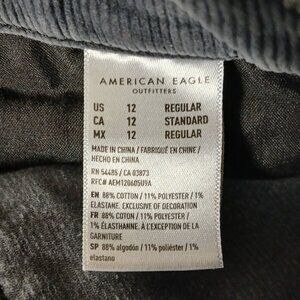 AMERICAN EAGLE
OUTFITTERS
US 12 REGULAR
CA 12 STANDARD
MX 12 REGULAR
MADE IN CHINA / FABRIQUÉ EN CHINE /
HECHO EN CHINA
RN 54485 / CA 03873
RFC# AEM120605U9A
EN 88% COTTON / 11% POLYESTER / 1%
ELASTANE. EXCLUSIVE OF DECORATION
FR 88% COTON / 11% POLYESTER /
1% ÉLASTHANNE. À L'EXCEPTION DE LA
GARNITURE
SP 88% algodón / 11% poliéster / 1%
elastano